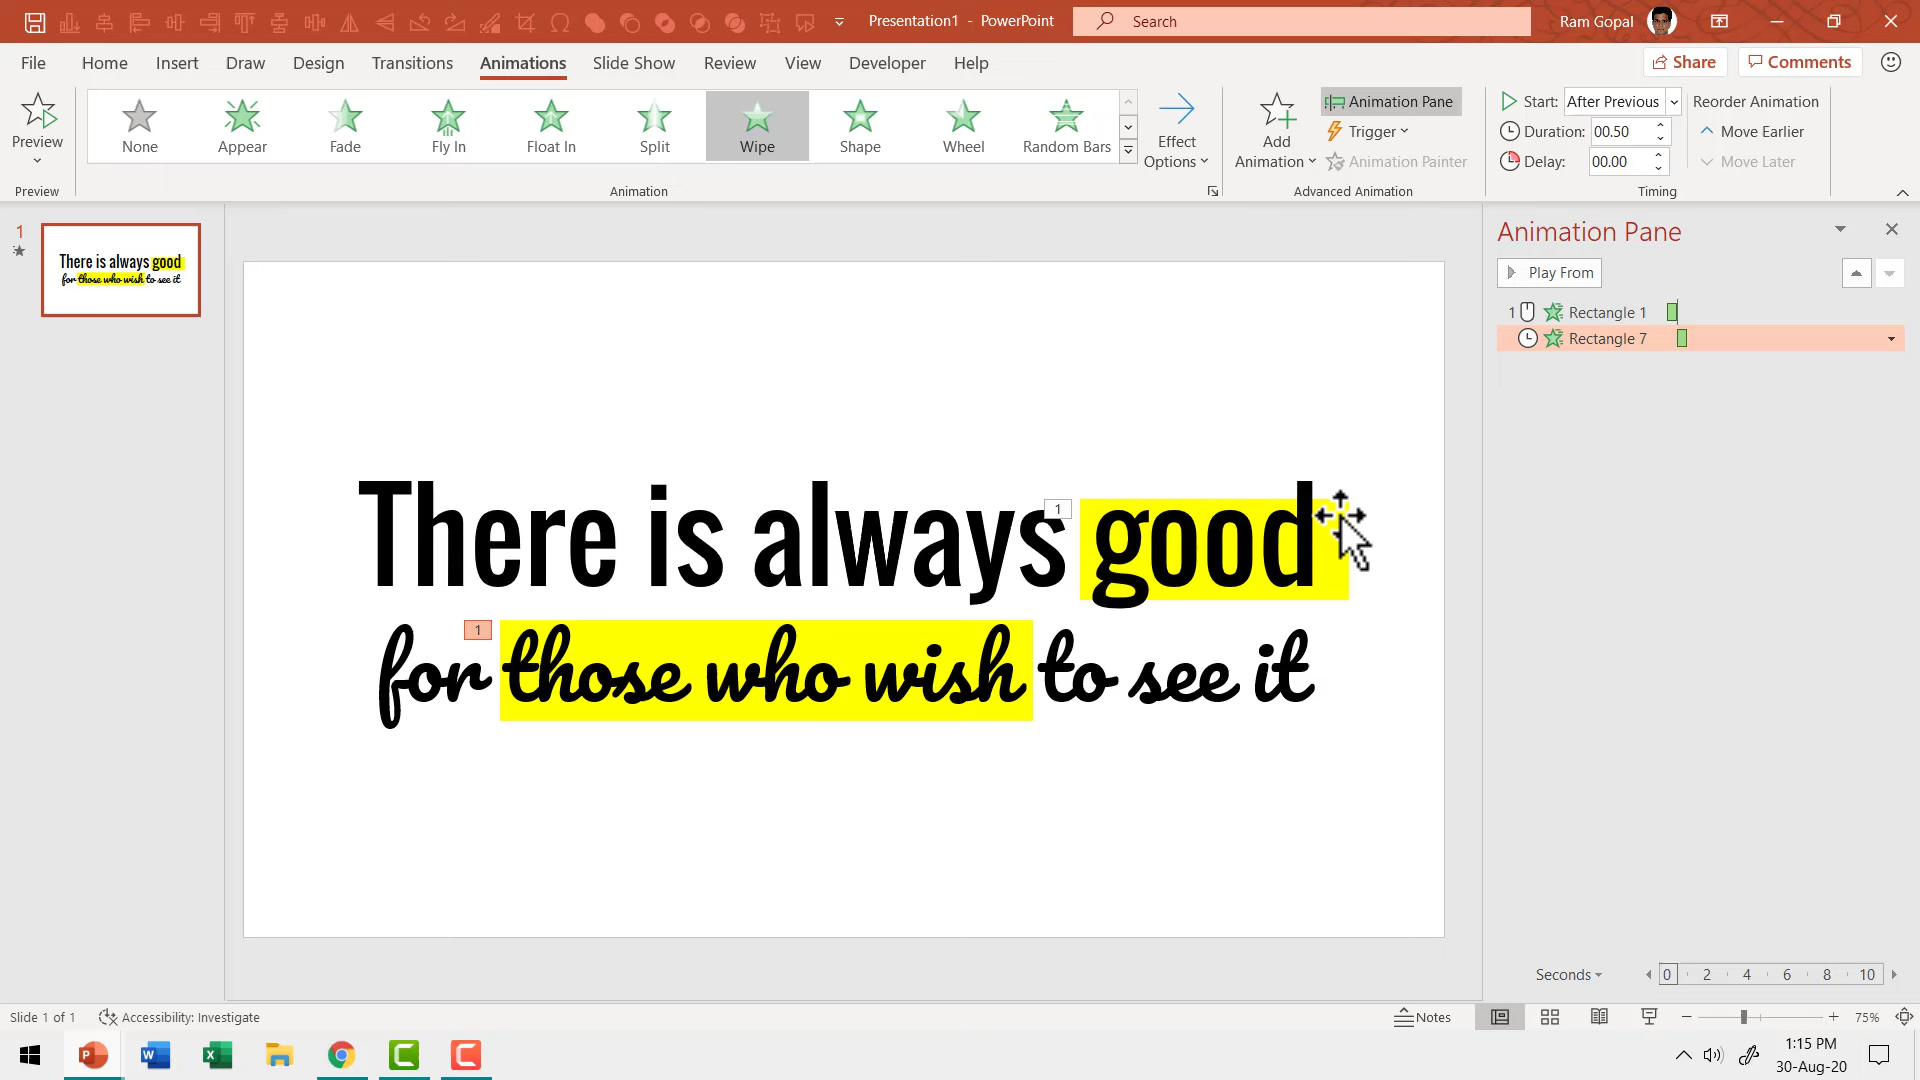 Presentation1 - PowerPoint
Search
Ram Gopal
File Home Insert Draw Design Transitions Animations Slide Show Review View Developer Help
Share
Comments
Preview
None Appear Fade Fly In Float In Split Wipe Shape Wheel Random Bars
Effect Options
Add Animation
Animation Pane
Trigger
Animation Painter
Start: After Previous
Duration: 00.50
Delay: 00.00
Reorder Animation
Move Earlier
Move Later
Preview
Animation
Advanced Animation
Timing
1
There is always good
for those who wish to see it
1
There is always good
1
for those who wish to see it
Animation Pane
Play From
1 Rectangle 1
Rectangle 7
Seconds 0 2 4 6 8 10
Slide 1 of 1
Accessibility: Investigate
Notes
75%
1:15 PM
30-Aug-20